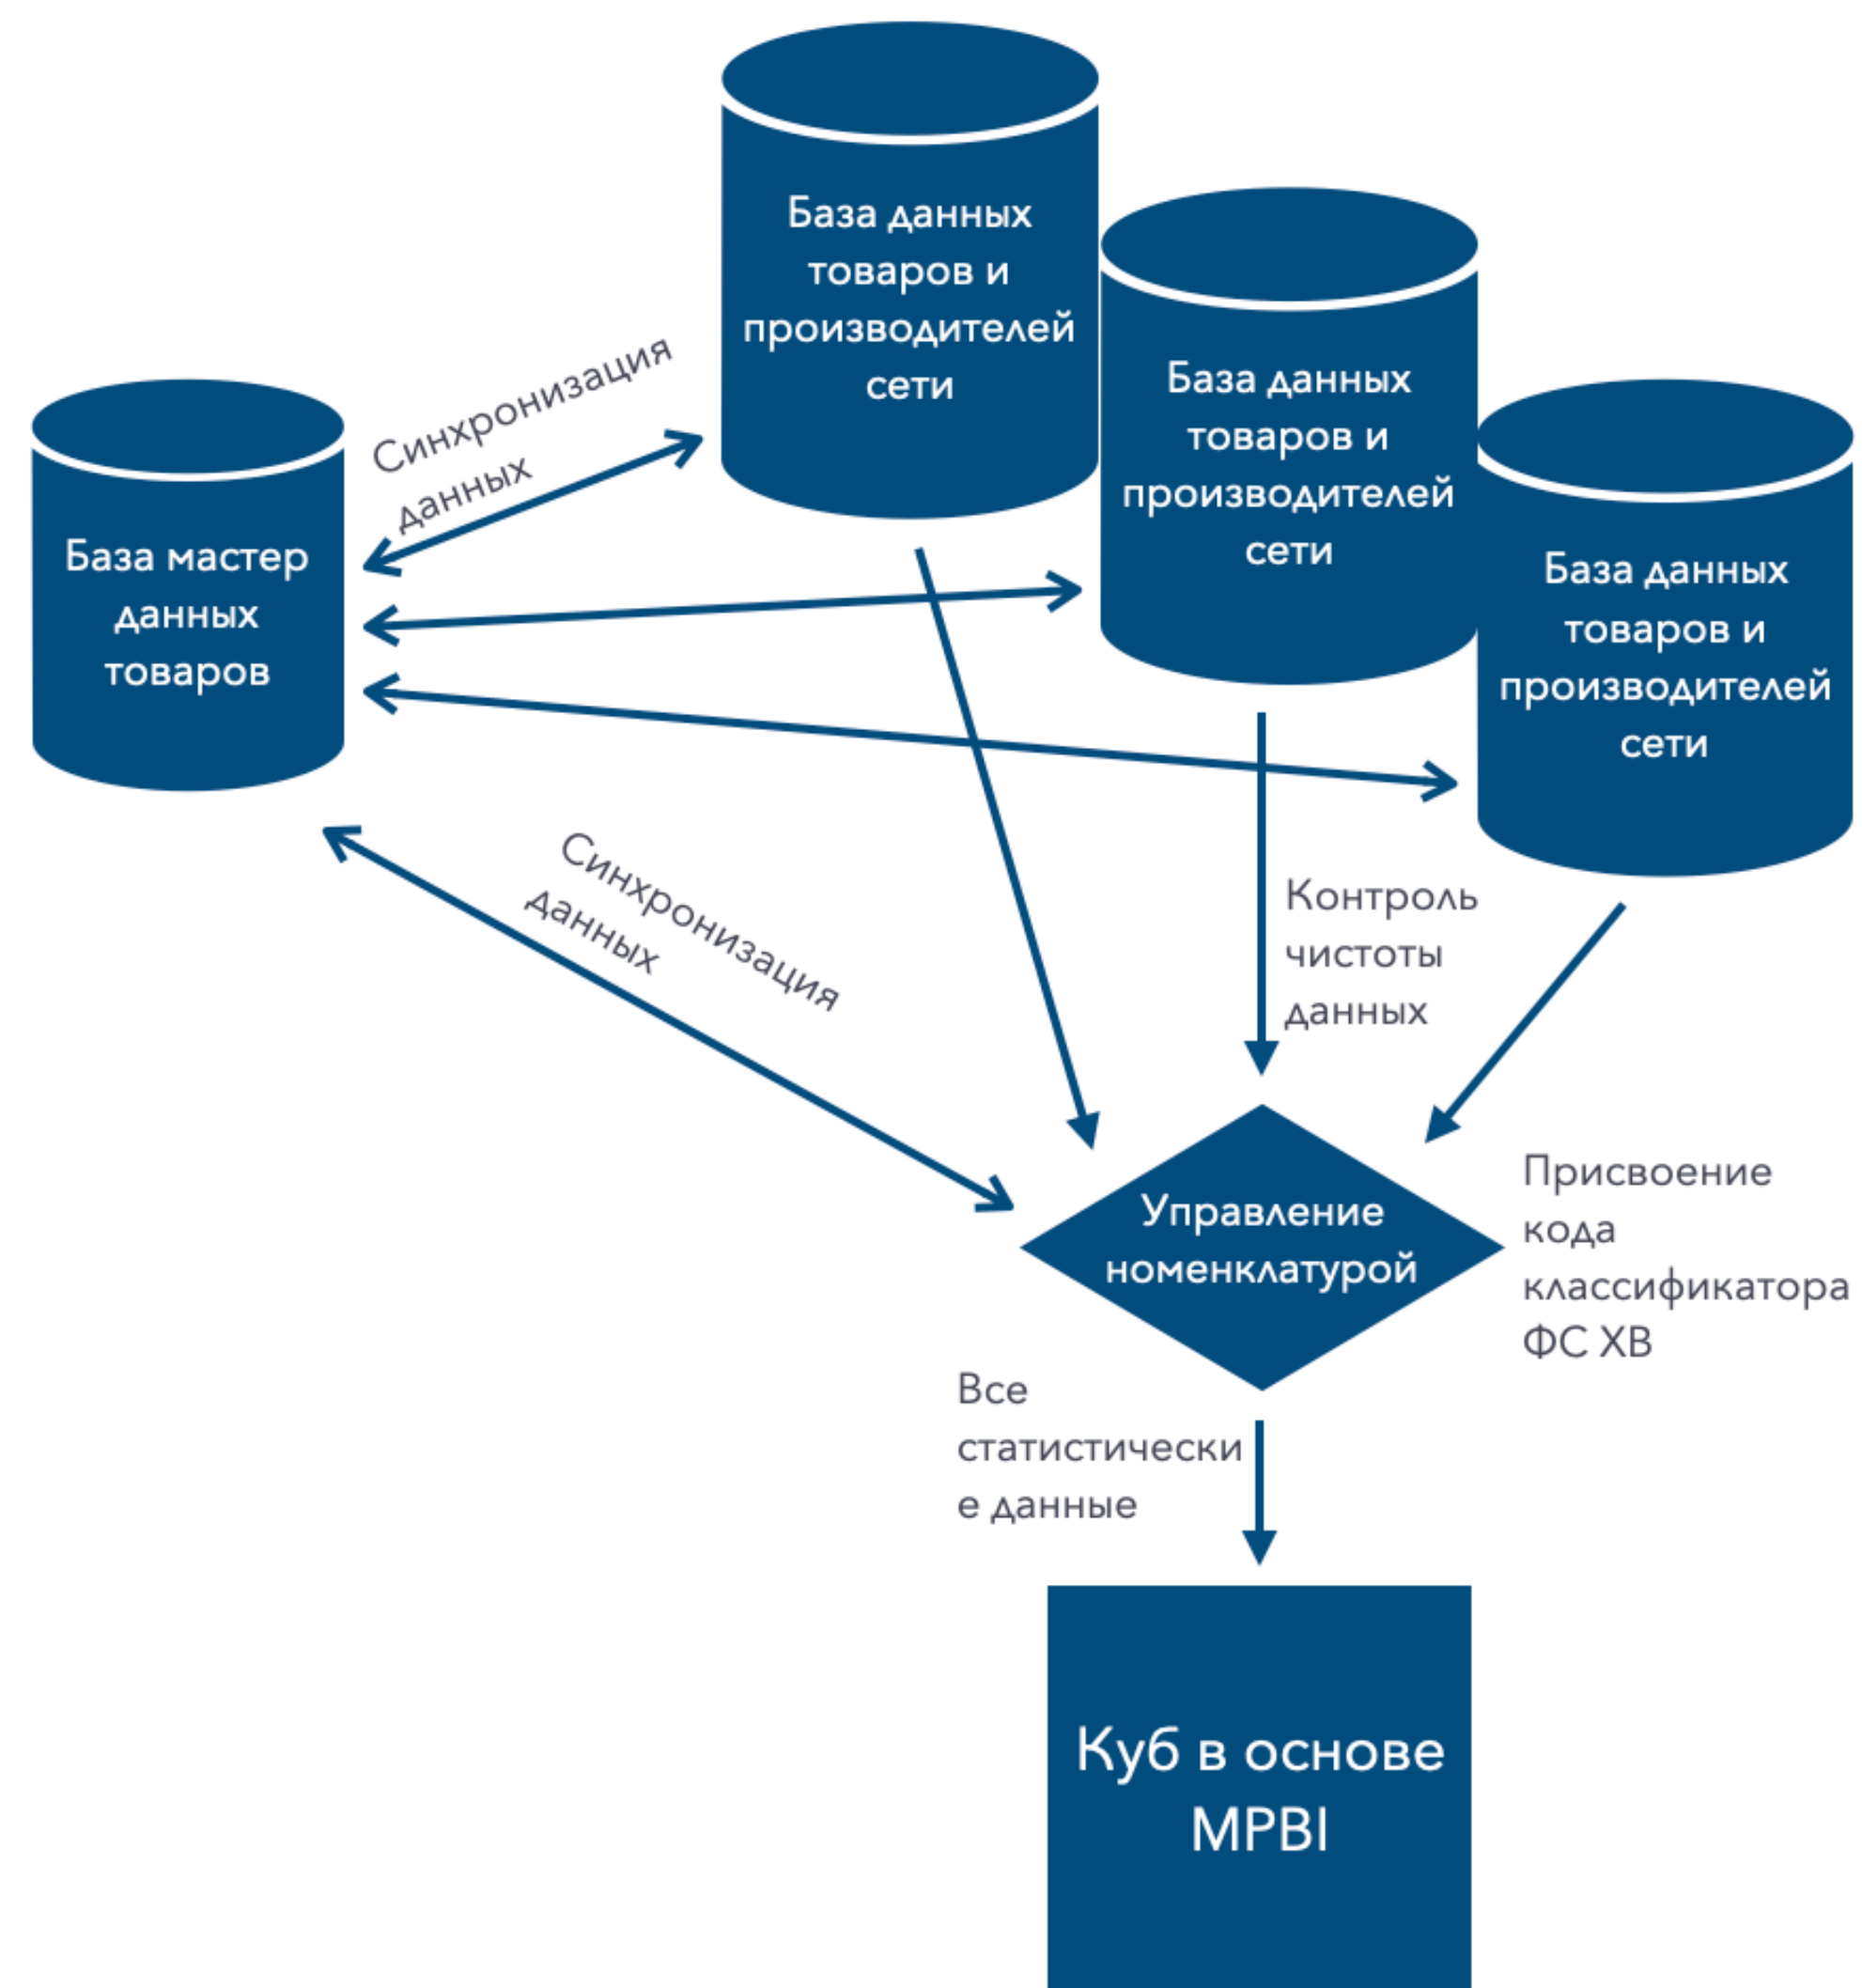 База данных
товаров и
производителей
сети
База данных
товаров и
производителей
сети
База данных
товаров и
производителей
сети
Синхронизация
данных
База мастер
данных
товаров
Синхронизация
данных
Контроль
чистоты
данных
Управление
номенклатурой
Присвоение
кода
классификатора
ФС ХВ
Все
статистически
е данные
Куб в основе
MPBI